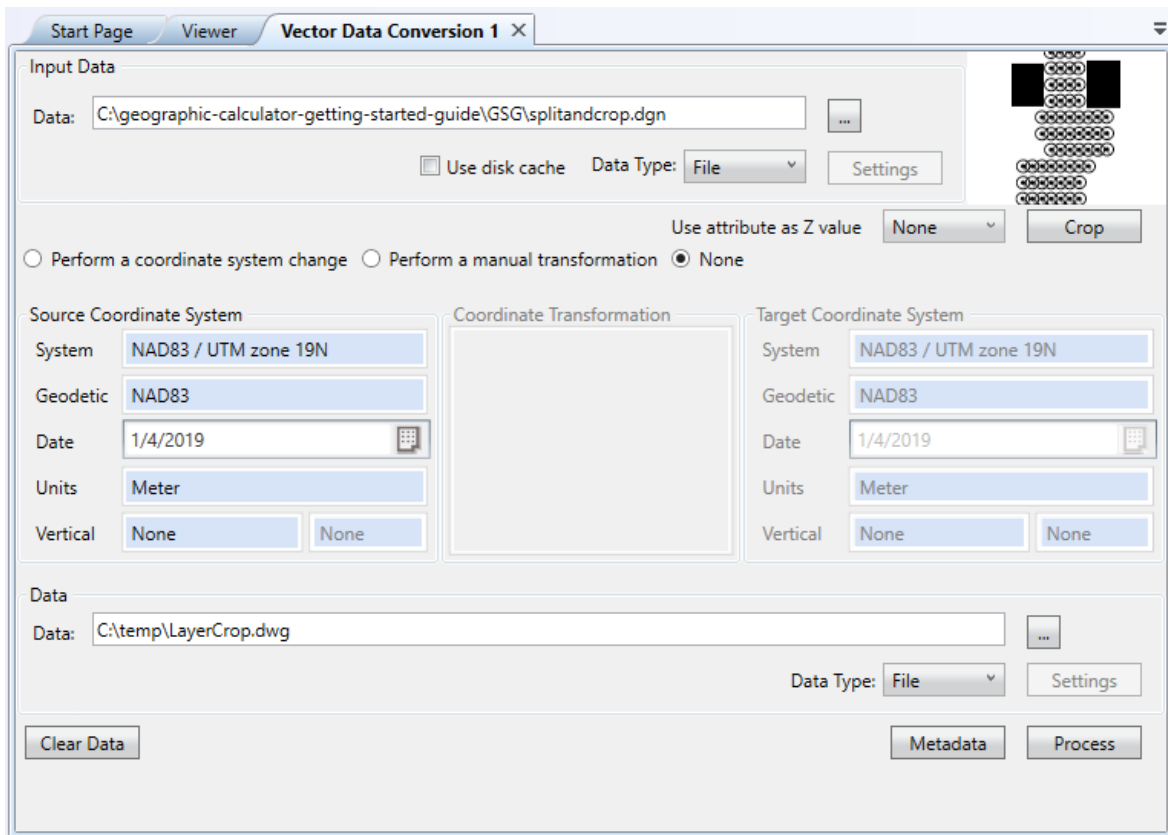 Start Page Viewer Vector Data Conversion 1
Input Data
Data: C:\geographic-calculator-getting-started-guide\GSG\splitandcrop.dgn ...
Use disk cache Data Type: File Settings
Use attribute as Z value None Crop
Perform a coordinate system change Perform a manual transformation None
Source Coordinate System Coordinate Transformation Target Coordinate System
System NAD83 / UTM zone 19N System NAD83 / UTM zone 19N
Geodetic NAD83 Geodetic NAD83
Date 1/4/2019 Date 1/4/2019
Units Meter Units Meter
Vertical None None Vertical None None
Data
Data: C:\temp\LayerCrop.dwg ...
Data Type: File Settings
Clear Data Metadata Process